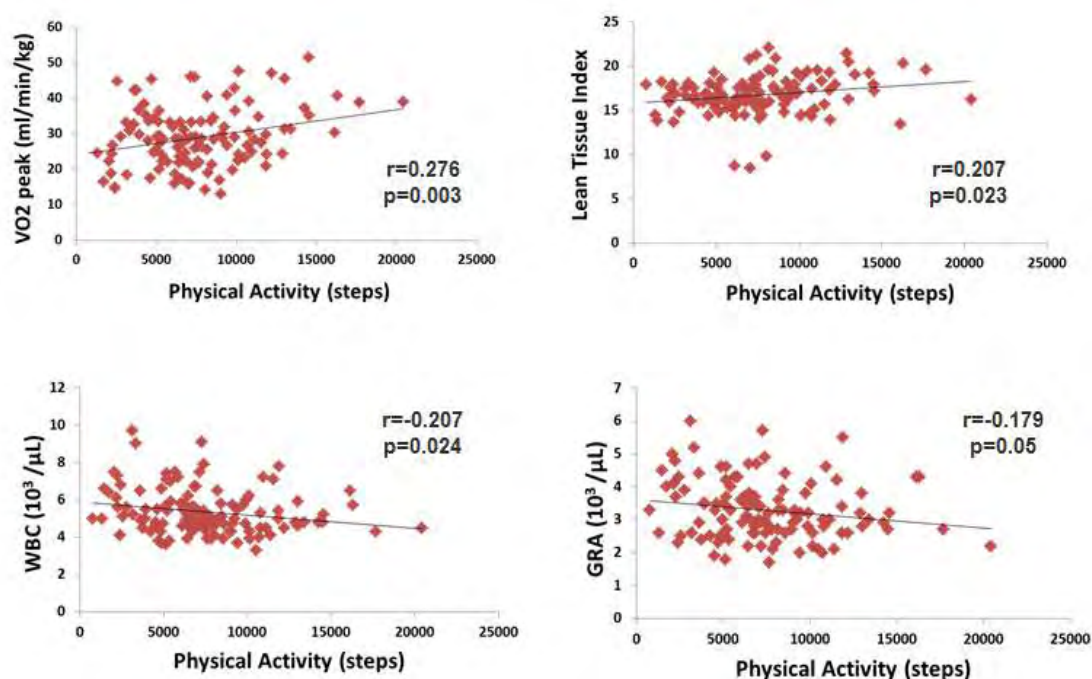 60
50
40
30
20
10
0
VO2 peak (ml/min/kg)
r=0.276
p=0.003
0 5000 10000 15000 20000 25000
Physical Activity (steps)
25
20
15
10
5
0
Lean Tissue Index
r=0.207
p=0.023
0 5000 10000 15000 20000 25000
Physical Activity (steps)
12
10
8
6
4
2
0
WBC (10³ /µL)
r=-0.207
p=0.024
0 5000 10000 15000 20000 25000
Physical Activity (steps)
7
6
5
4
3
2
1
0
GRA (10³ /µL)
r=-0.179
p=0.05
0 5000 10000 15000 20000 25000
Physical Activity (steps)